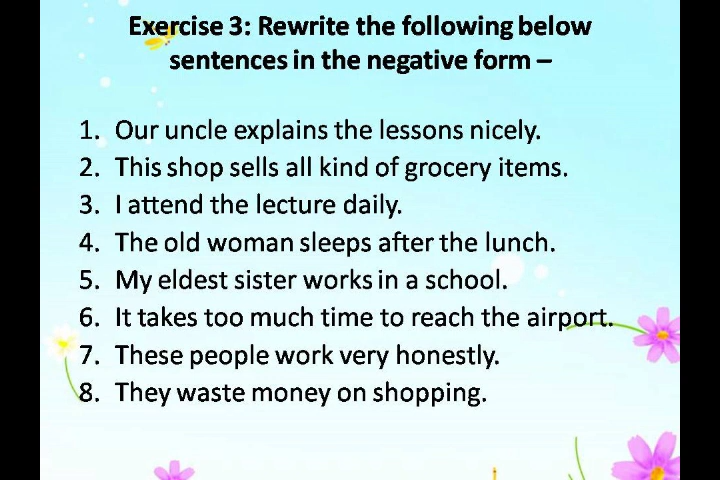 Exercise 3: Rewrite the following below
sentences in the negative form –
1. Our uncle explains the lessons nicely.
2. This shop sells all kind of grocery items.
3. I attend the lecture daily.
4. The old woman sleeps after the lunch.
5. My eldest sister works in a school.
6. It takes too much time to reach the airport.
7. These people work very honestly.
8. They waste money on shopping.